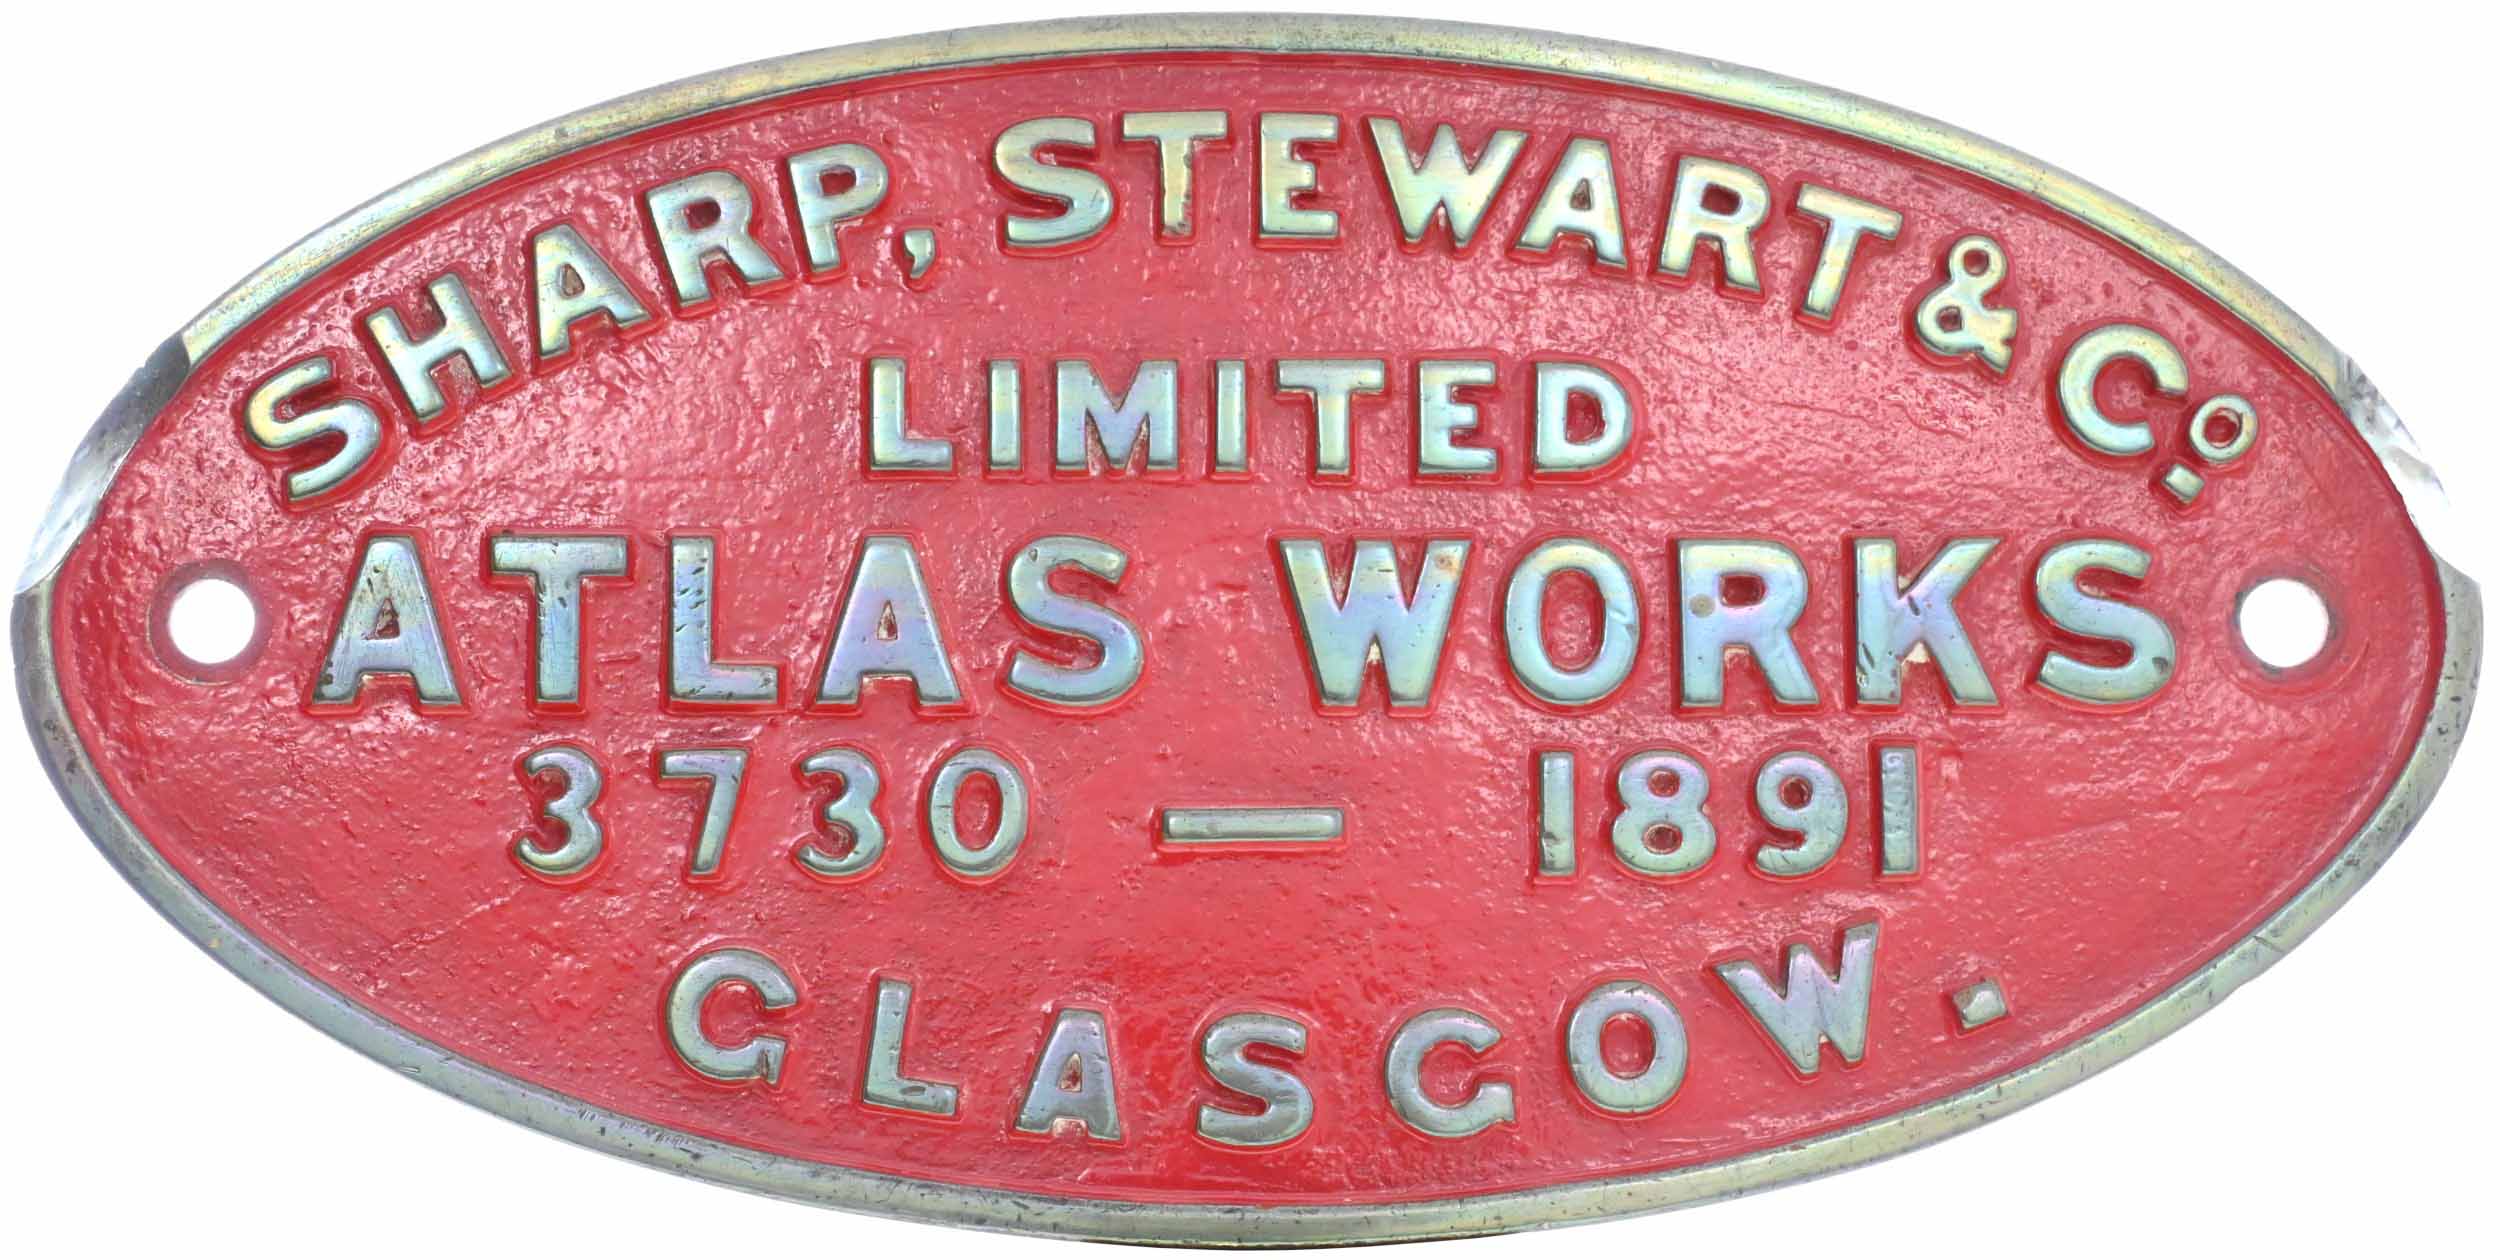 SHARP, STEWART & Cº
LIMITED
ATLAS WORKS
3730 — 1891
GLASGOW.